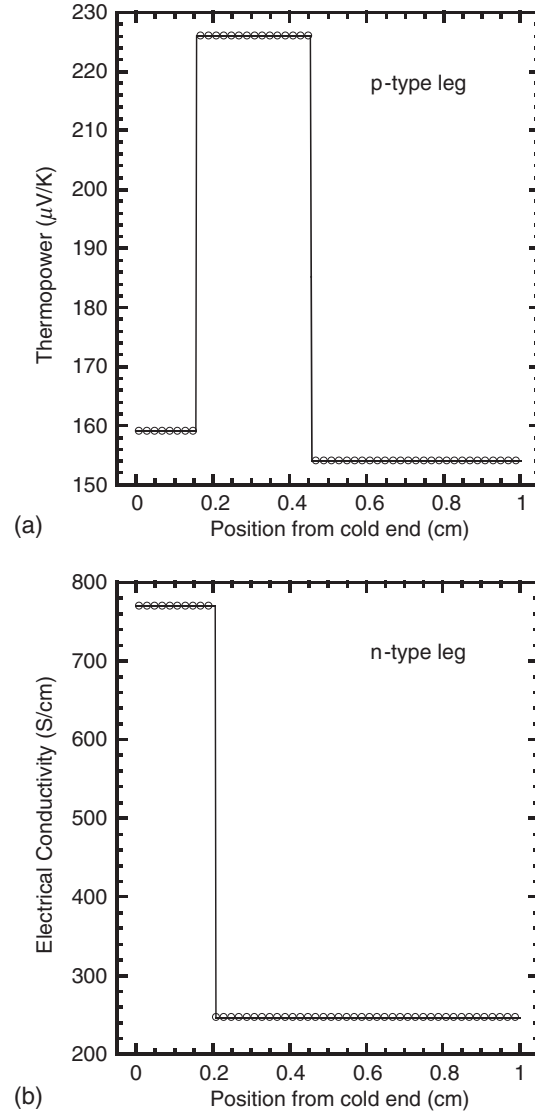 230
220
210
200
190
180
170
160
150
Thermopower (μV/K)
p-type leg
0 0.2 0.4 0.6 0.8 1
(a)
Position from cold end (cm)
800
700
600
500
400
300
200
Electrical Conductivity (S/cm)
n-type leg
0 0.2 0.4 0.6 0.8 1
(b)
Position from cold end (cm)